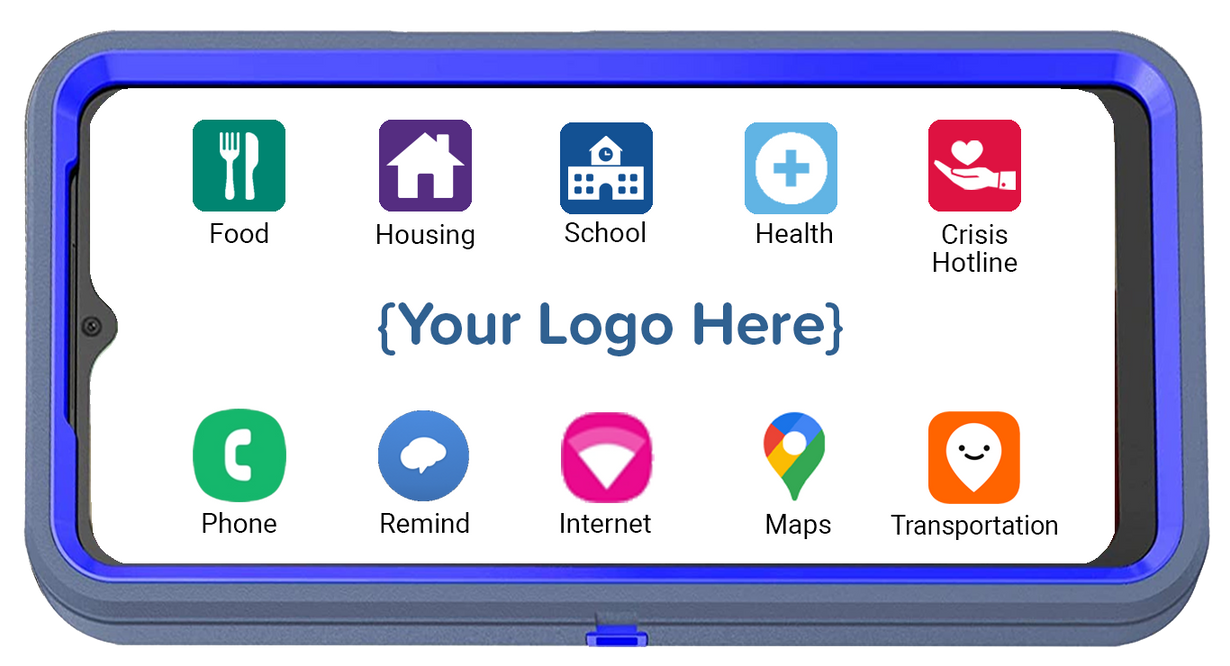 Food
Housing
School
Health
Crisis
Hotline
{Your Logo Here}
Phone
Remind
Internet
Maps
Transportation